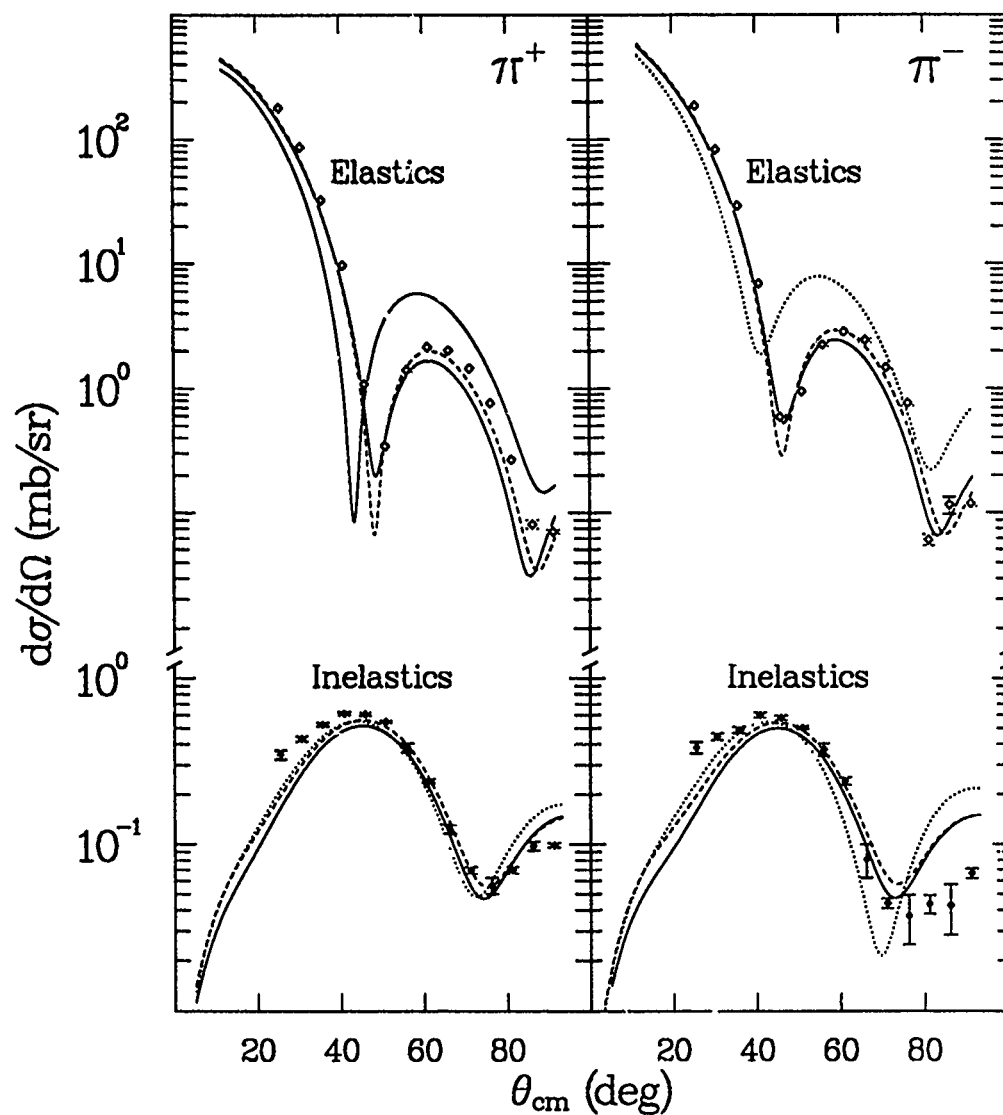 π⁺ π⁻
10² Elastics Elastics
10¹
10⁰
dσ/dΩ (mb/sr)
10⁰ Inelastics Inelastics
10⁻¹
20 40 60 80 20 40 60 80
θcm (deg)